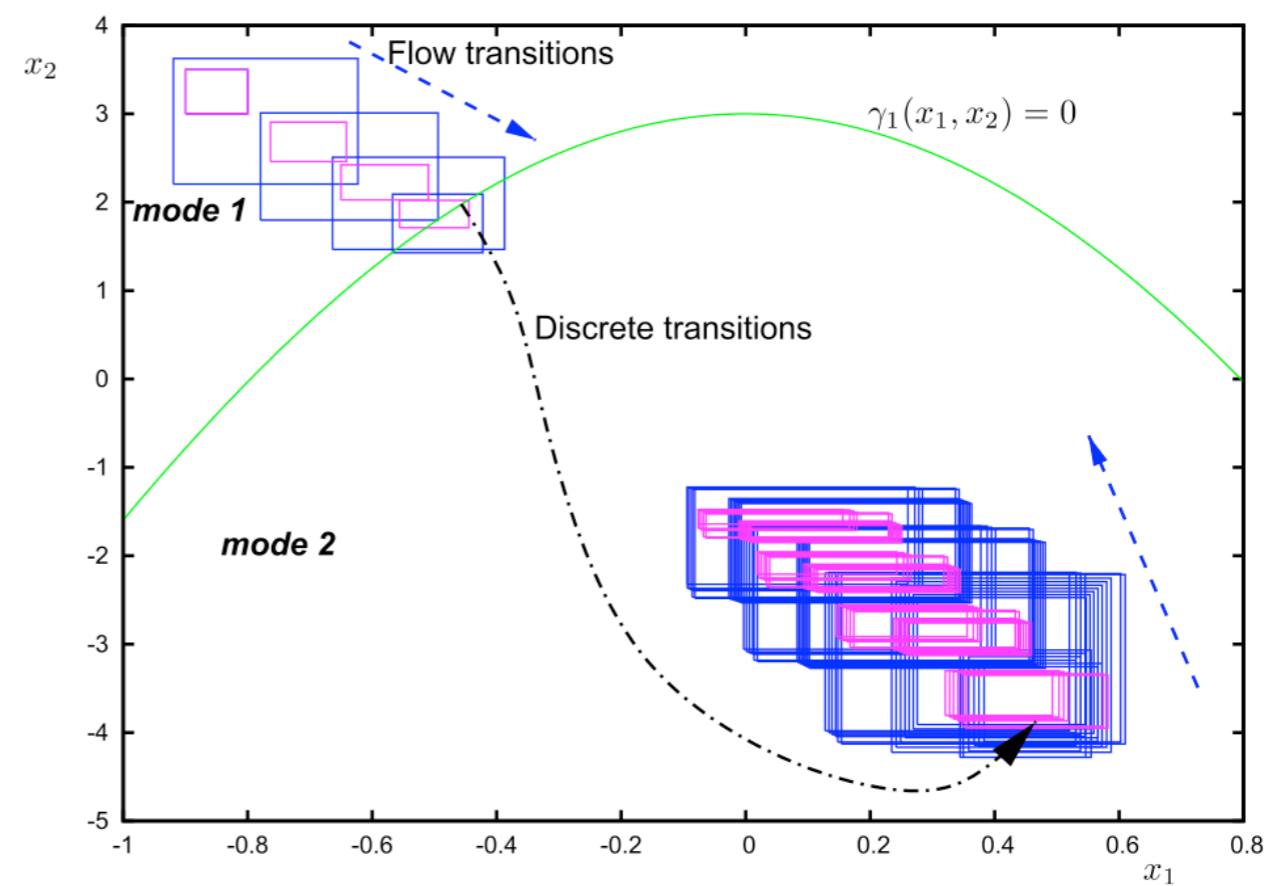 4
x₂
Flow transitions
3
γ₁(x₁, x₂) = 0
2
mode 1
1
Discrete transitions
0
-1
mode 2
-2
-3
-4
-5
-1 -0.8 -0.6 -0.4 -0.2 0 0.2 0.4 0.6 0.8
x₁